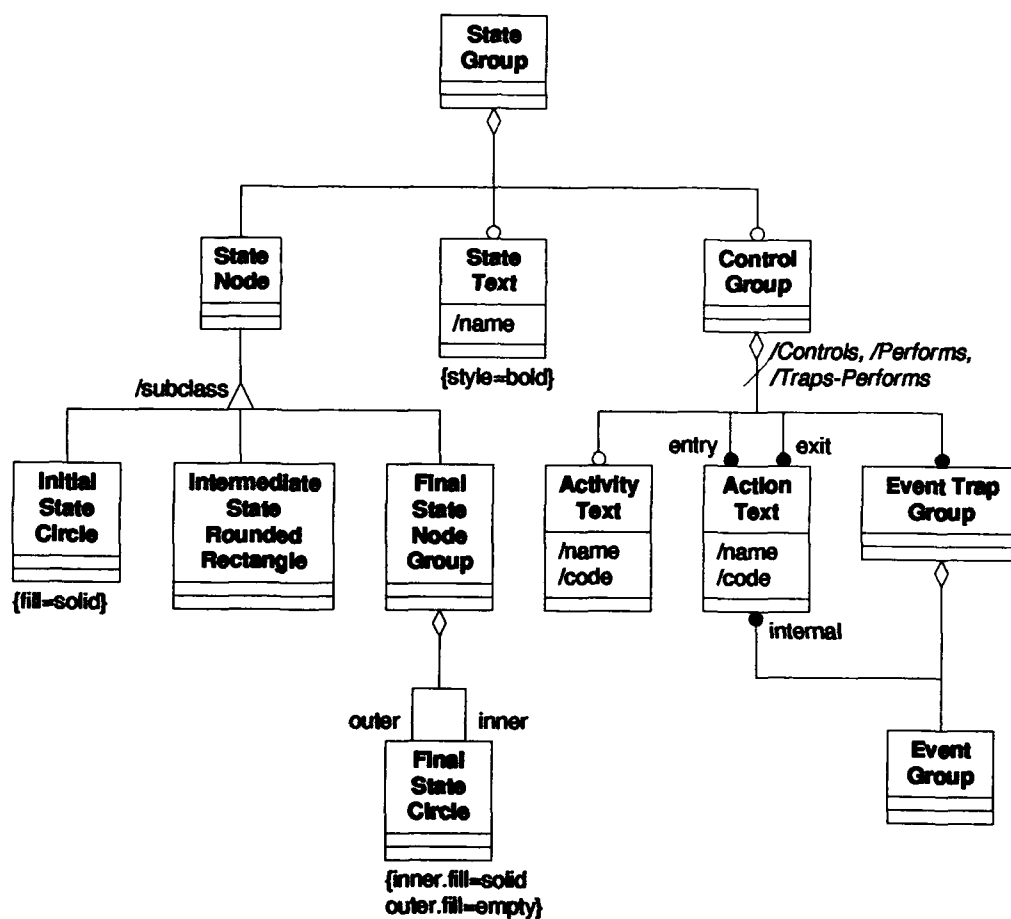 State
Group
State
Node
State
Text
/name
{style=bold}
Control
Group
/Controls, /Performs,
/Traps-Performs
/subclass
entry
exit
Initial
State
Circle
{fill=solid}
Intermediate
State
Rounded
Rectangle
Final
State
Node
Group
Activity
Text
/name
/code
Action
Text
/name
/code
Event Trap
Group
internal
outer
inner
Final
State
Circle
{inner.fill=solid
outer.fill=empty}
Event
Group